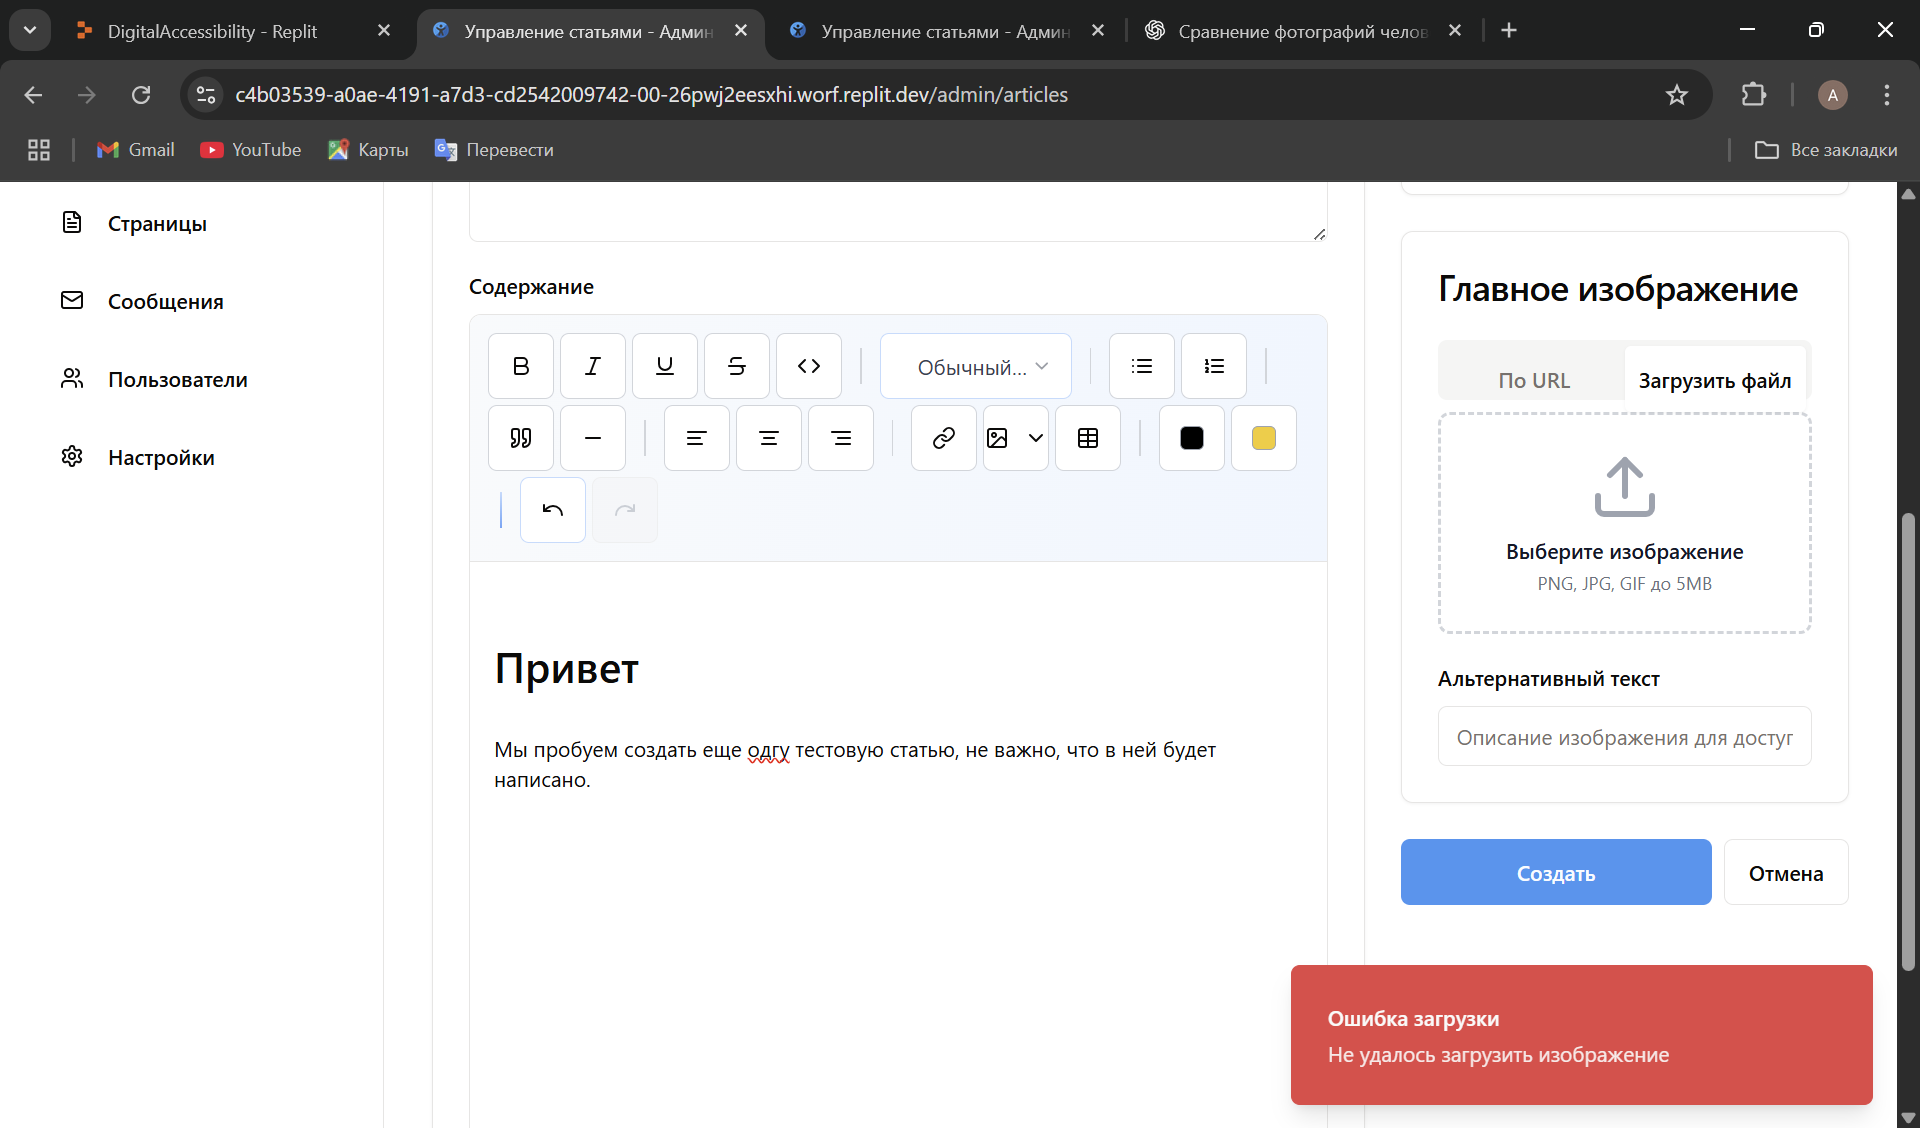 DigitalAccessibility - Replit
Управление статьями - Админ
Управление статьями - Админ
Сравнение фотографий челов
c4b03539-a0ae-4191-a7d3-cd2542009742-00-26pwj2eesxhi.worf.replit.dev/admin/articles
A
Gmail
YouTube
Карты
Перевести
Все закладки
Страницы
Сообщения
Пользователи
Настройки
Содержание
Обычный...
Привет
Мы пробуем создать еще одгу тестовую статью, не важно, что в ней будет
написано.
Главное изображение
По URL
Загрузить файл
Выберите изображение
PNG, JPG, GIF до 5MB
Альтернативный текст
Описание изображения для доступ
Создать
Отмена
Ошибка загрузки
Не удалось загрузить изображение